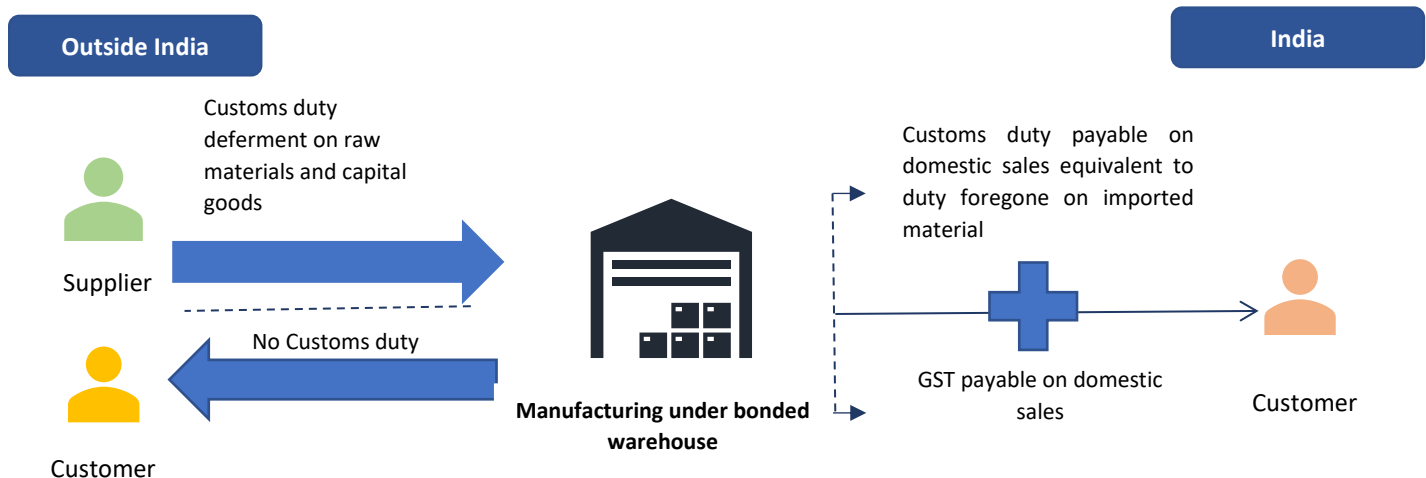 Outside India
India
Customs duty
deferment on raw
materials and capital
goods
Supplier
No Customs duty
Customer
Manufacturing under bonded
warehouse
Customs duty payable on
domestic sales equivalent to
duty foregone on imported
material
GST payable on domestic
sales
Customer